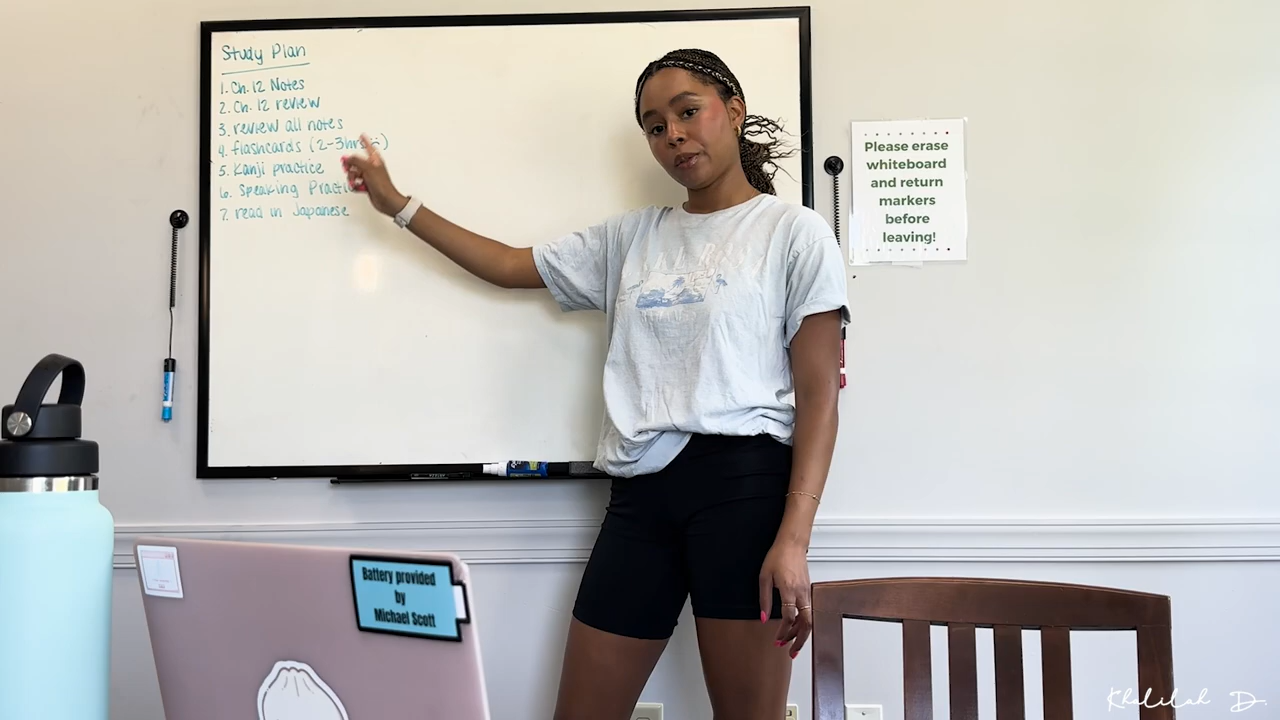 Study Plan
1. Ch. 12 Notes
2. Ch. 12 review
3. review all notes
4. flashcards (2-3hrs
5. Kanji practice
6. Speaking
7. read in Japanese
Please erase
whiteboard
and return
markers
before
leaving!
Battery provided
by
Michael Scott
Khalilah D.